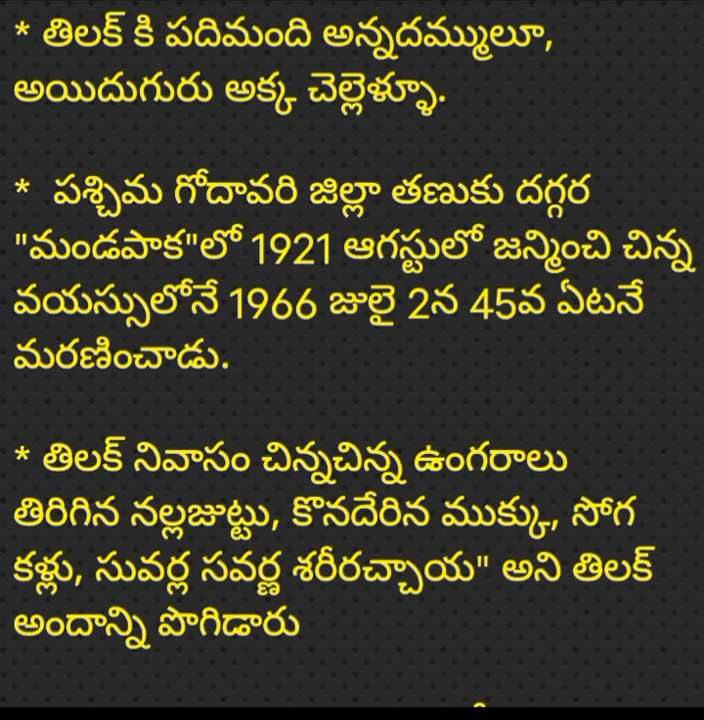 * తిలక్ కి పదిమంది అన్నదమ్ములూ,
అయిదుగురు అక్క చెల్లెళ్ళూ.
* పశ్చిమ గోదావరి జిల్లా తణుకు దగ్గర
"మండపాక"లో 1921 ఆగస్టులో జన్మించి చిన్న
వయస్సులోనే 1966 జులై 2న 45వ ఏటనే
మరణించాడు.
* తిలక్ నివాసం చిన్నచిన్న ఉంగరాలు
తిరిగిన నల్లజుట్టు, కొనదేరిన ముక్కు, సోగ
కళ్లు, సువర్ల సవర్ణ శరీరచ్చాయ" అని తిలక్
అందాన్ని పొగిడారు